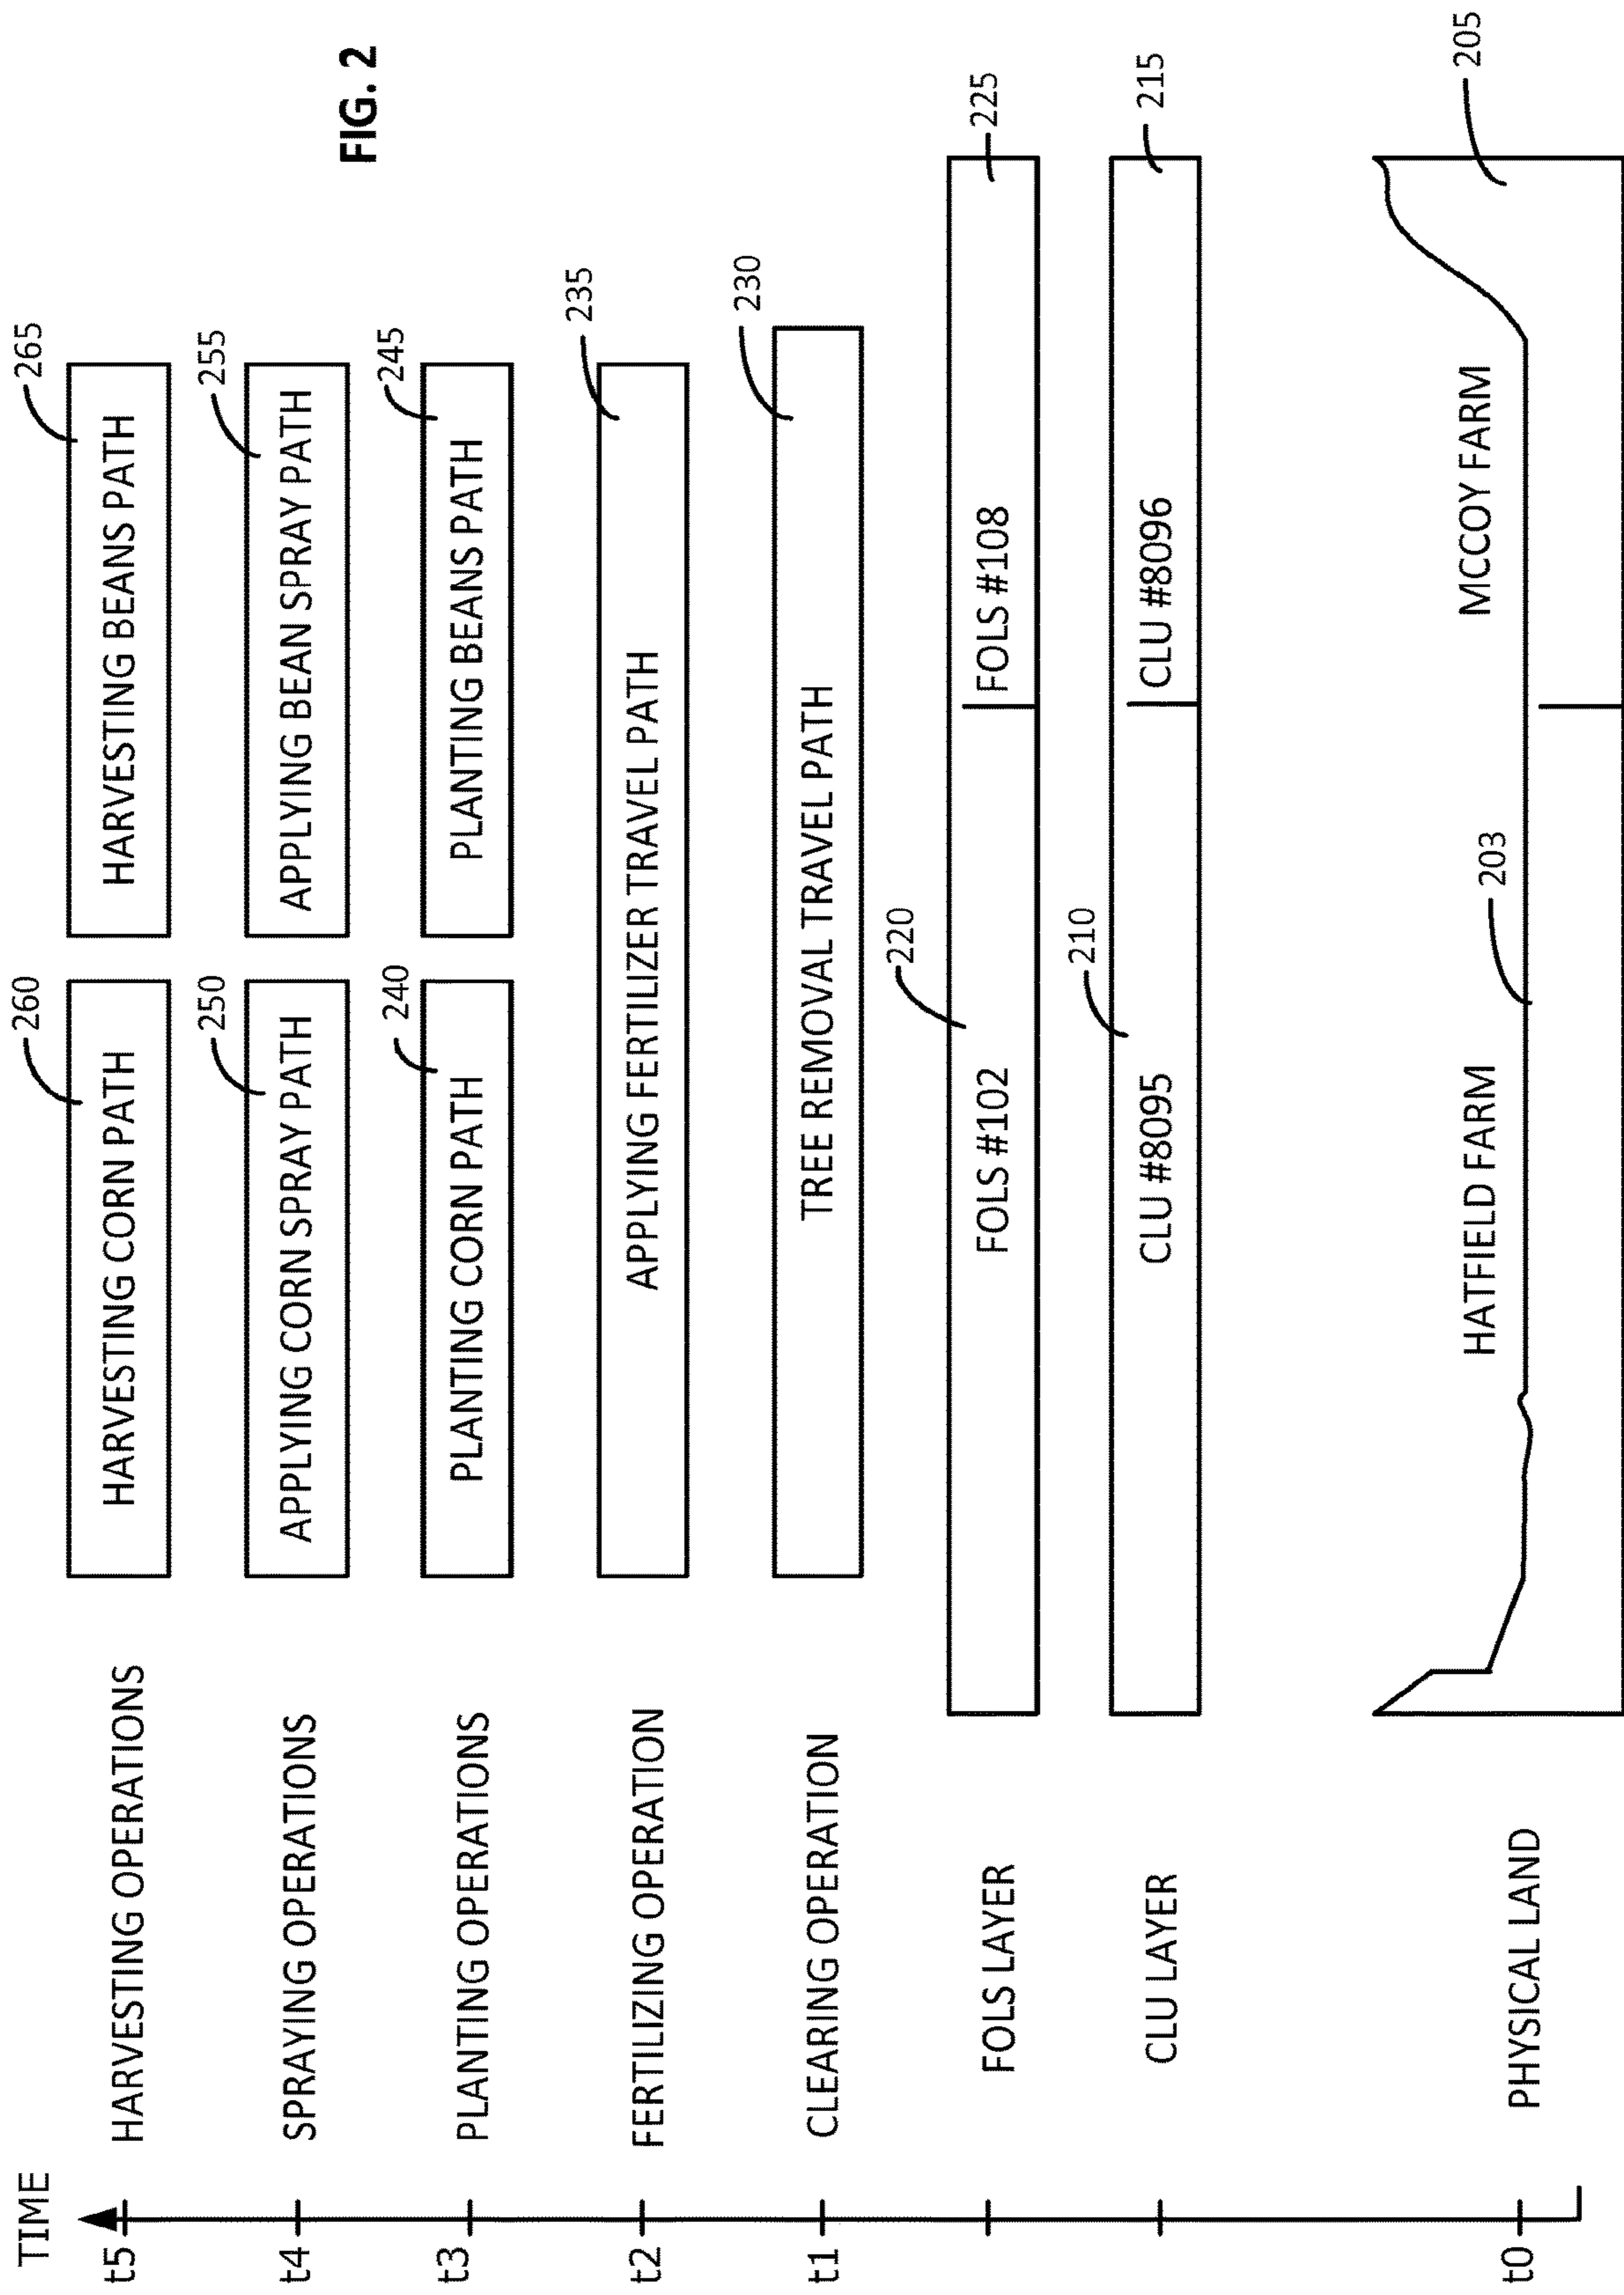 FIG. 2
TIME
t5
HARVESTING OPERATIONS
HARVESTING CORN PATH
260
HARVESTING BEANS PATH
265
t4
SPRAYING OPERATIONS
APPLYING CORN SPRAY PATH
250
APPLYING BEAN SPRAY PATH
255
t3
PLANTING OPERATIONS
PLANTING CORN PATH
240
PLANTING BEANS PATH
245
t2
FERTILIZING OPERATION
APPLYING FERTILIZER TRAVEL PATH
235
t1
CLEARING OPERATION
TREE REMOVAL TRAVEL PATH
230
FOLS LAYER
FOLS #102
220
FOLS #108
225
CLU LAYER
CLU #8095
210
CLU #8096
215
t0
PHYSICAL LAND
HATFIELD FARM
203
MCCOY FARM
205